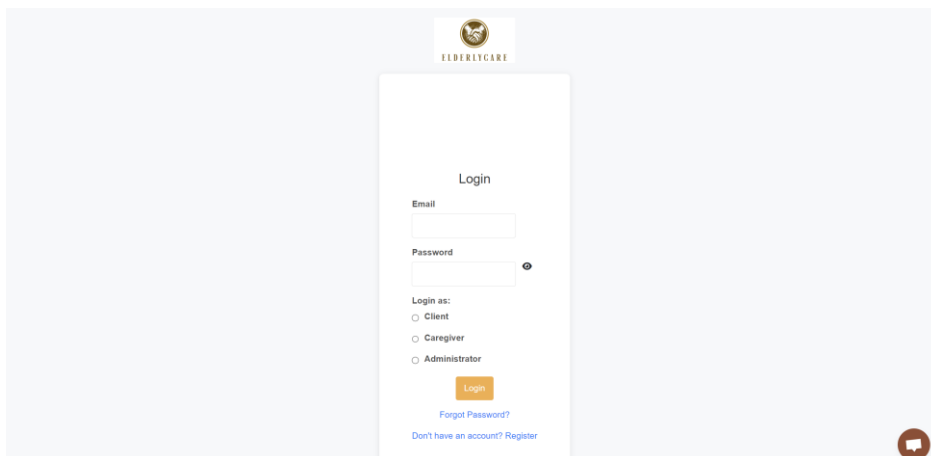 ELDERLYCARE
Login
Email
Password
Login as:
Client
Caregiver
Administrator
Login
Forgot Password?
Don't have an account? Register